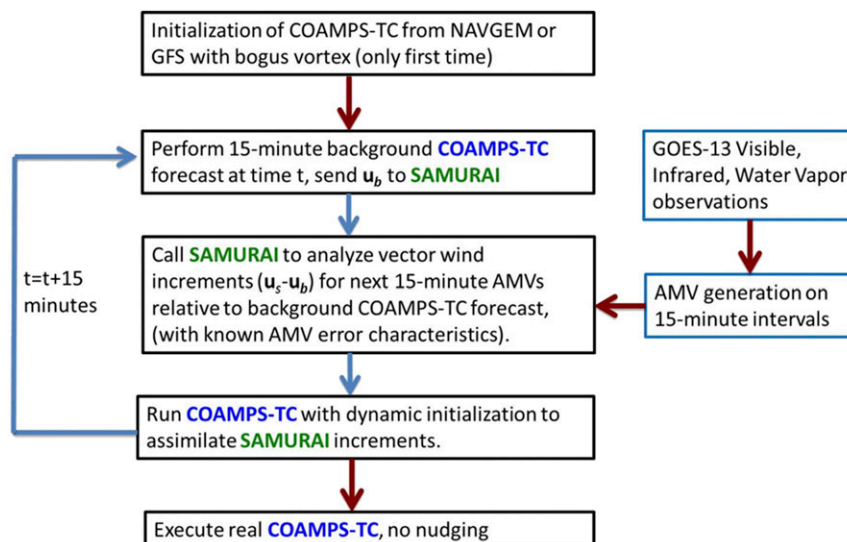 Initialization of COAMPS-TC from NAVGEM or
GFS with bogus vortex (only first time)
Perform 15-minute background COAMPS-TC
forecast at time t, send u_b to SAMURAI
GOES-13 Visible,
Infrared, Water Vapor
observations
t=t+15
minutes
Call SAMURAI to analyze vector wind
increments (u_s-u_b) for next 15-minute AMVs
relative to background COAMPS-TC forecast,
(with known AMV error characteristics).
AMV generation on
15-minute intervals
Run COAMPS-TC with dynamic initialization to
assimilate SAMURAI increments.
Execute real COAMPS-TC, no nudging